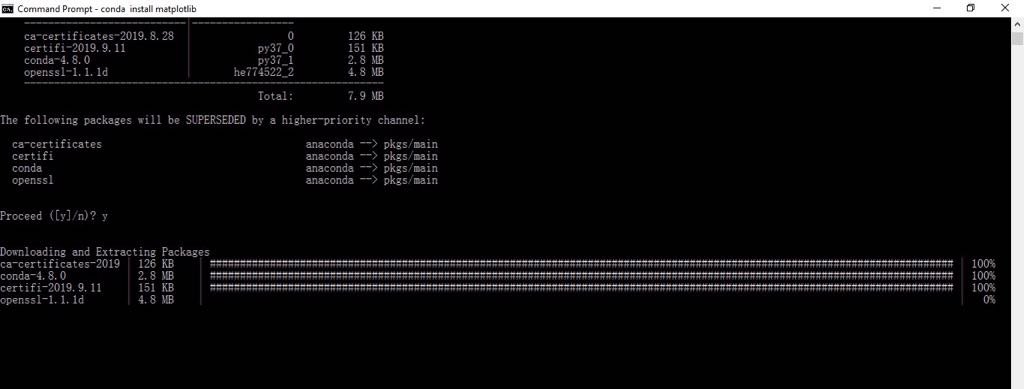 Command Prompt - conda  install matplotlib
ca-certificates-2019.8.28 | 0 126 KB
certifi-2019.9.11 | py37_0 151 KB
conda-4.8.0 | py37_1 2.8 MB
openssl-1.1.1d | he774522_2 4.8 MB
------------------------------------------------------------
Total: 7.9 MB
The following packages will be SUPERSEDED by a higher-priority channel:
ca-certificates anaconda --> pkgs/main
certifi anaconda --> pkgs/main
conda anaconda --> pkgs/main
openssl anaconda --> pkgs/main
Proceed ([y]/n)? y
Downloading and Extracting Packages
ca-certificates-2019 | 126 KB | ############################################################################ | 100%
conda-4.8.0 | 2.8 MB | ############################################################################ | 100%
certifi-2019.9.11 | 151 KB | ############################################################################ | 100%
openssl-1.1.1d | 4.8 MB | | 0%